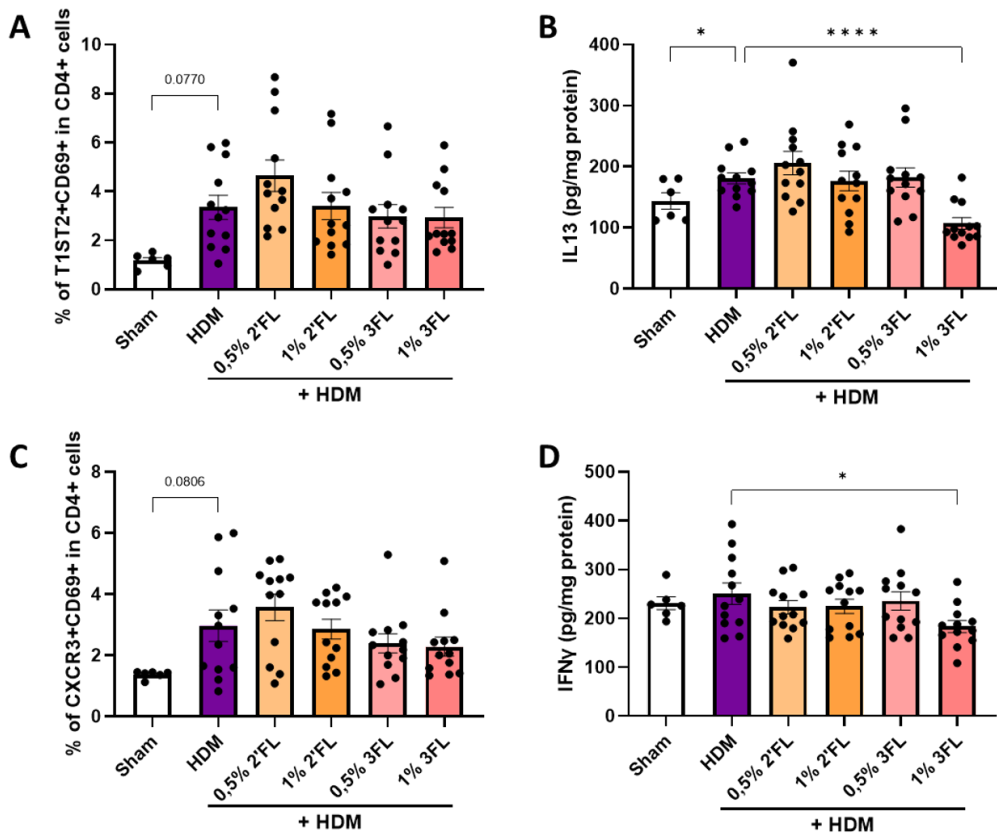 A
% of T1ST2+CD69+ in CD4+ cells
10
8
6
4
2
0
0.0770
Sham
HDM
0,5% 2'FL
1% 2'FL
0,5% 3FL
1% 3FL
+ HDM
B
IL13 (pg/mg protein)
400
300
200
100
0
*
****
Sham
HDM
0,5% 2'FL
1% 2'FL
0,5% 3FL
1% 3FL
+ HDM
C
% of CXCR3+CD69+ in CD4+ cells
8
6
4
2
0
0.0806
Sham
HDM
0,5% 2'FL
1% 2'FL
0,5% 3FL
1% 3FL
+ HDM
D
IFNγ (pg/mg protein)
500
400
300
200
100
0
*
Sham
HDM
0,5% 2'FL
1% 2'FL
0,5% 3FL
1% 3FL
+ HDM